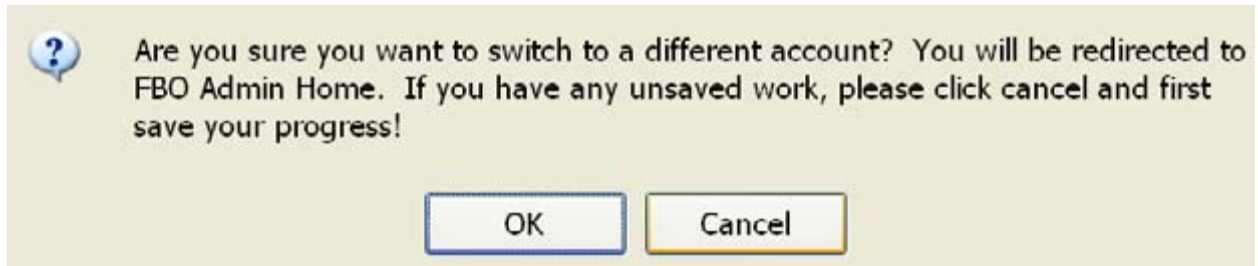 Are you sure you want to switch to a different account?  You will be redirected to
FBO Admin Home.  If you have any unsaved work, please click cancel and first
save your progress!
OK
Cancel